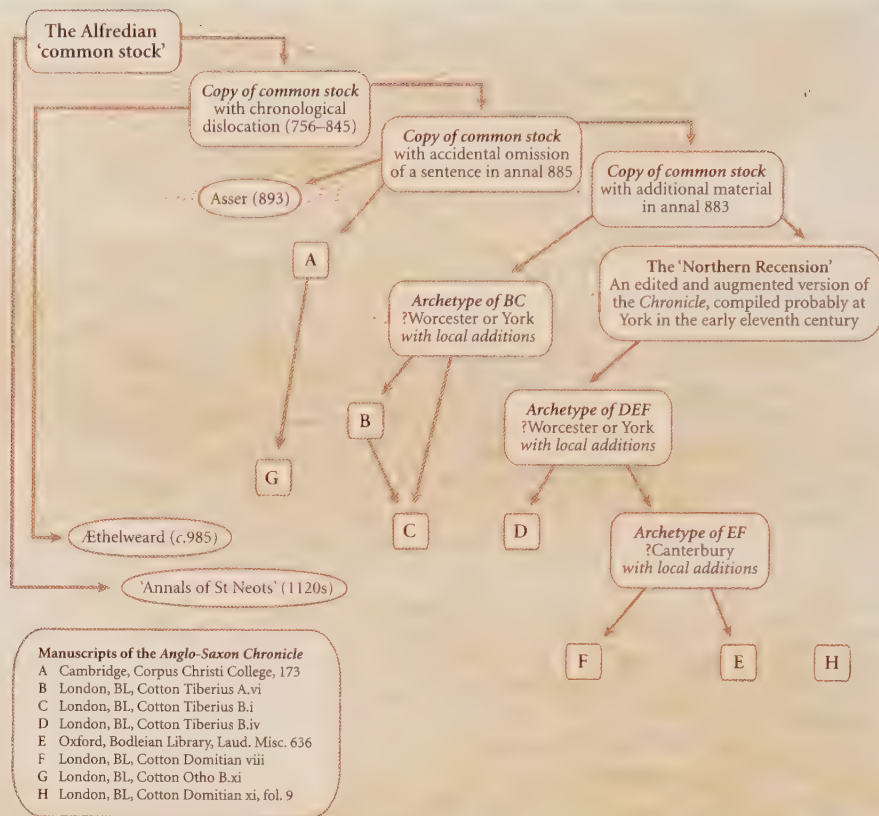 The Alfredian
'common stock'
Copy of common stock
with chronological
dislocation (756–845)
Copy of common stock
with accidental omission
of a sentence in annal 885
Copy of common stock
with additional material
in annal 883
Asser (893)
A
The 'Northern Recension'
An edited and augmented version of
the Chronicle, compiled probably at
York in the early eleventh century
Archetype of BC
?Worcester or York
with local additions
Archetype of DEF
?Worcester or York
with local additions
B
G
C
D
Archetype of EF
?Canterbury
with local additions
Æthelweard (c.985)
'Annals of St Neots' (1120s)
F
E
H
Manuscripts of the Anglo-Saxon Chronicle
A Cambridge, Corpus Christi College, 173
B London, BL, Cotton Tiberius A.vi
C London, BL, Cotton Tiberius B.i
D London, BL, Cotton Tiberius B.iv
E Oxford, Bodleian Library, Laud. Misc. 636
F London, BL, Cotton Domitian viii
G London, BL, Cotton Otho B.xi
H London, BL, Cotton Domitian xi, fol. 9